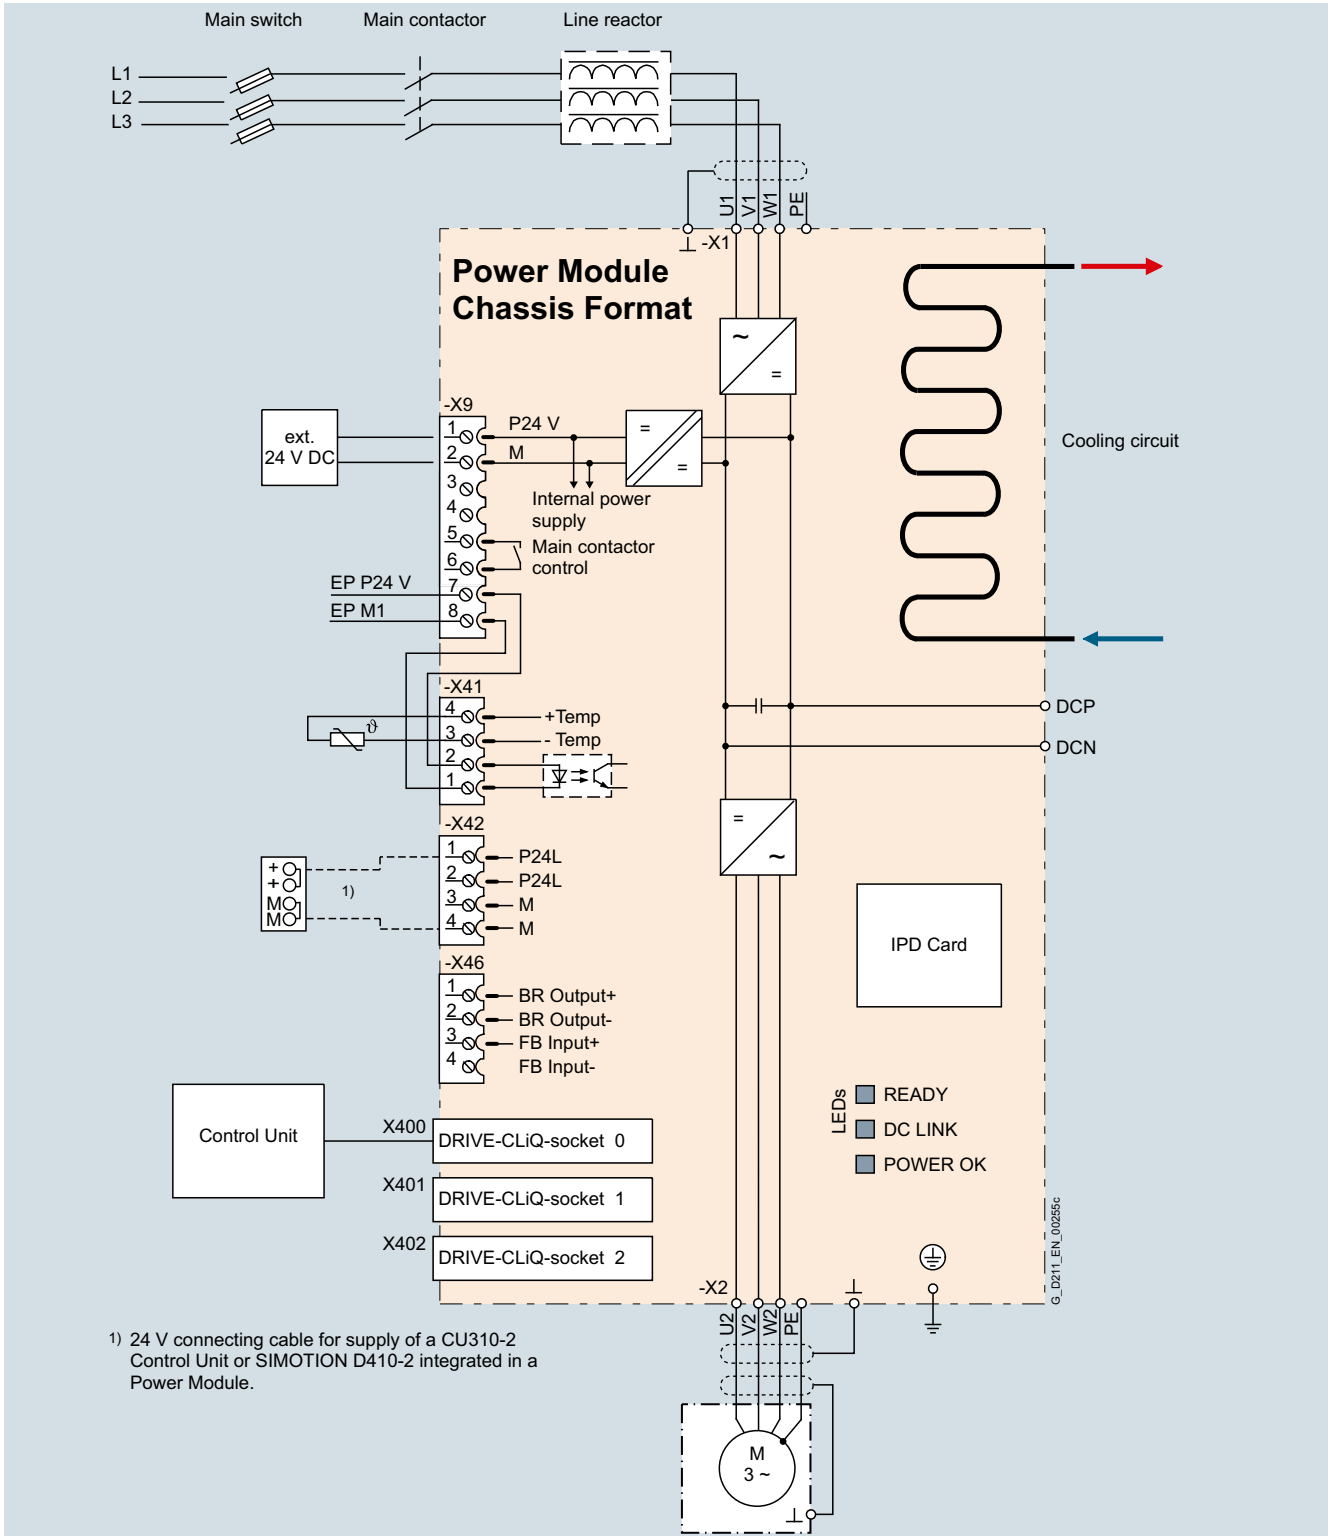 Main switch
Main contactor
Line reactor
L1
L2
L3
U1
V1
W1
PE
-X1
Power Module
Chassis Format
~
=
-X9
1
2
3
4
5
6
7
8
ext.
24 V DC
P24 V
M
=
=
Internal power
supply
Main contactor
control
EP P24 V
EP M1
Cooling circuit
-X41
4
3
2
1
ϑ
+Temp
- Temp
DCP
DCN
-X42
1
2
3
4
P24L
P24L
M
M
+
+
M
M
1)
=
~
IPD Card
-X46
1
2
3
4
BR Output+
BR Output-
FB Input+
FB Input-
Control Unit
X400
DRIVE-CLiQ-socket 0
X401
DRIVE-CLiQ-socket 1
X402
DRIVE-CLiQ-socket 2
LEDs
READY
DC LINK
POWER OK
G_D211_EN_00255c
-X2
U2
V2
W2
PE
1) 24 V connecting cable for supply of a CU310-2
Control Unit or SIMOTION D410-2 integrated in a
Power Module.
M
3 ~